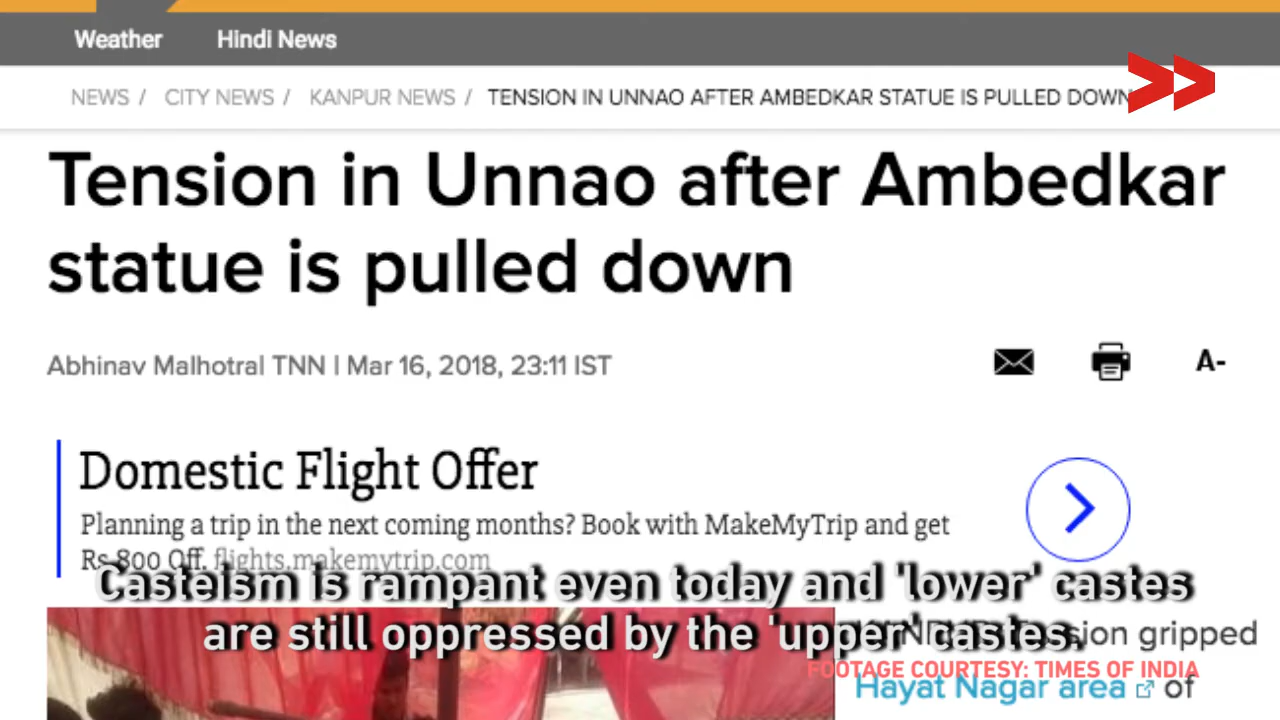 Weather Hindi News
NEWS / CITY NEWS / KANPUR NEWS / TENSION IN UNNAO AFTER AMBEDKAR STATUE IS PULLED DOWN
Tension in Unnao after Ambedkar
statue is pulled down
Abhinav Malhotra| TNN | Mar 16, 2018, 23:11 IST
A-
Domestic Flight Offer
Planning a trip in the next coming months? Book with MakeMyTrip and get
Rs 800 Off. flights.makemytrip.com
Casteism is rampant even today and 'lower' castes
are still oppressed by the 'upper' castes.
gripped
FOOTAGE COURTESY: TIMES OF INDIA
Hayat Nagar area of